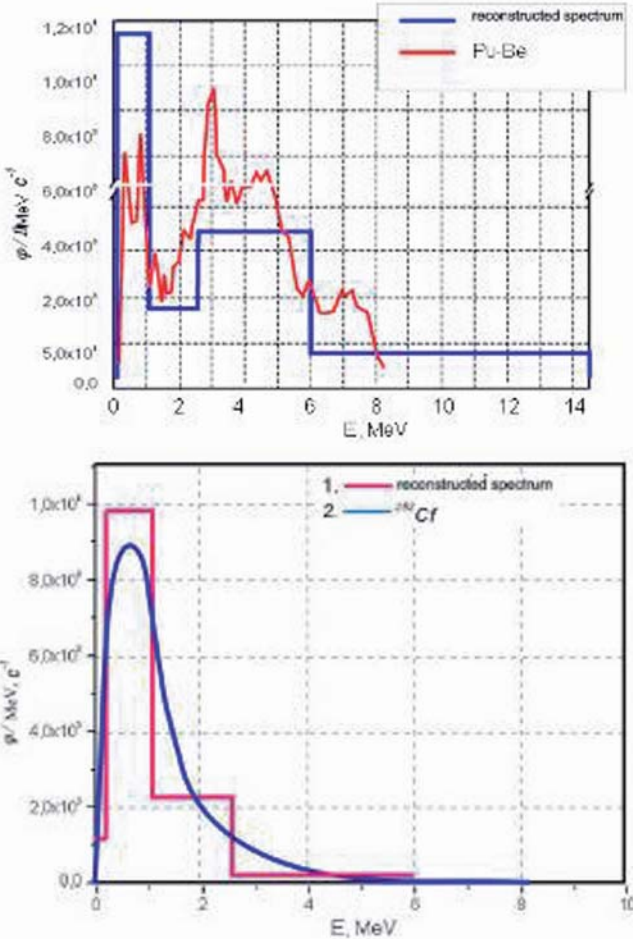 reconstructed spectrum
Pu-Be
1,2x10⁴
1,0x10⁴
8,0x10³
6,0x10³
4,0x10³
2,0x10³
0,0
0 2 4 6 8 10 12 14
E, MeV
1. reconstructed spectrum
2. Cf
1,0x10⁴
8,0x10³
6,0x10³
4,0x10³
2,0x10³
0,0
0 2 4 6 8 10
E, MeV